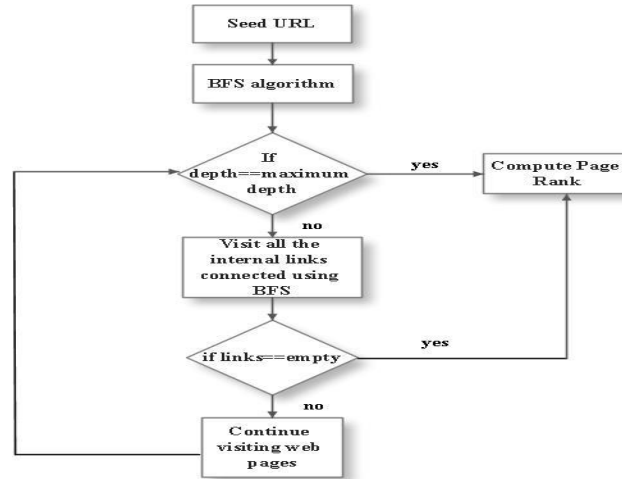 Seed URL
BFS algorithm
If
depth==maximum
depth
yes
Compute Page
Rank
no
Visit all the
internal links
connected using
BFS
if links==empty
yes
no
Continue
visiting web
pages